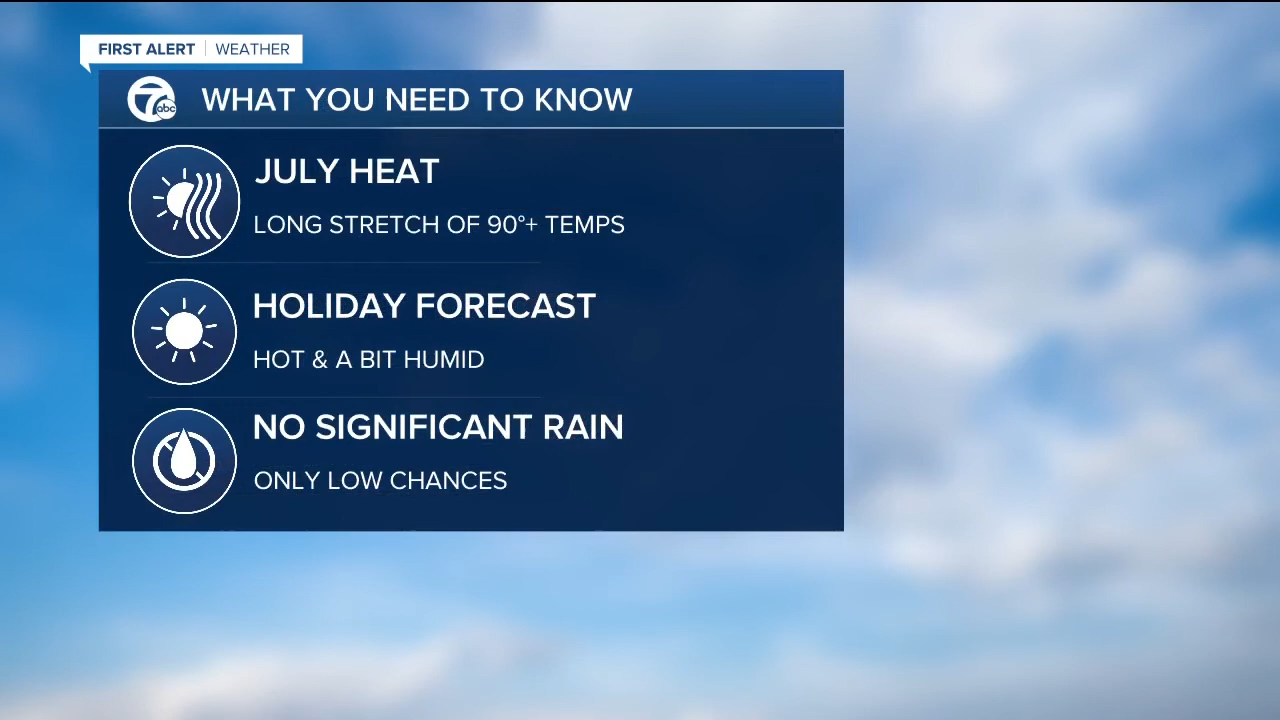 FIRST ALERT | WEATHER
7 abc WHAT YOU NEED TO KNOW
JULY HEAT
LONG STRETCH OF 90°+ TEMPS
HOLIDAY FORECAST
HOT & A BIT HUMID
NO SIGNIFICANT RAIN
ONLY LOW CHANCES